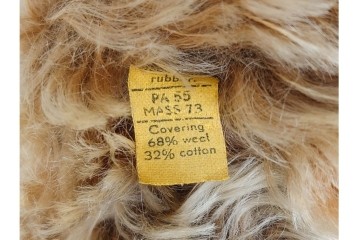 PA 55
MASS 73
Covering
68% wool
32% cotton